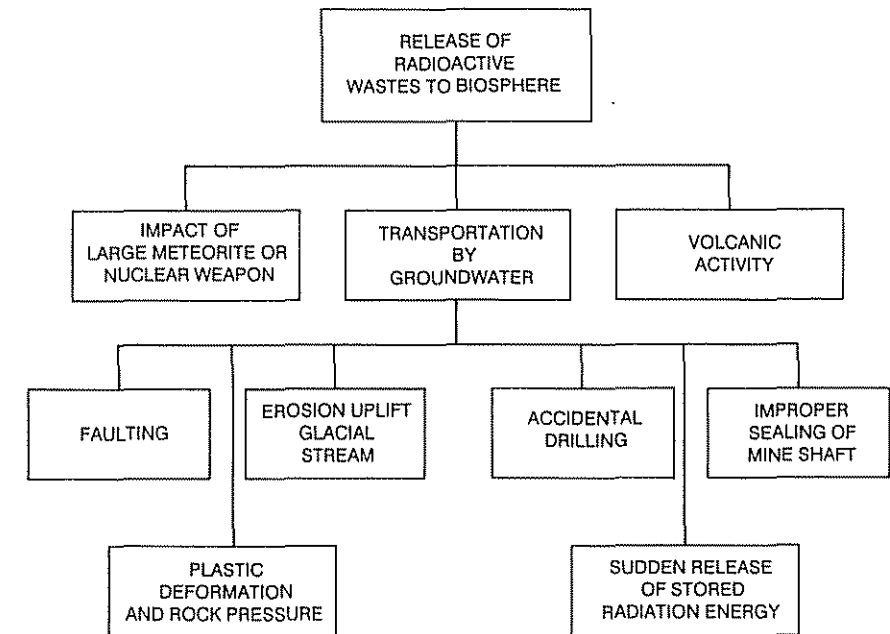 RELEASE OF
RADIOACTIVE
WASTES TO BIOSPHERE
IMPACT OF
LARGE METEORITE OR
NUCLEAR WEAPON
TRANSPORTATION
BY
GROUNDWATER
VOLCANIC
ACTIVITY
FAULTING
EROSION UPLIFT
GLACIAL
STREAM
ACCIDENTAL
DRILLING
IMPROPER
SEALING OF
MINE SHAFT
PLASTIC
DEFORMATION
AND ROCK PRESSURE
SUDDEN RELEASE
OF STORED
RADIATION ENERGY